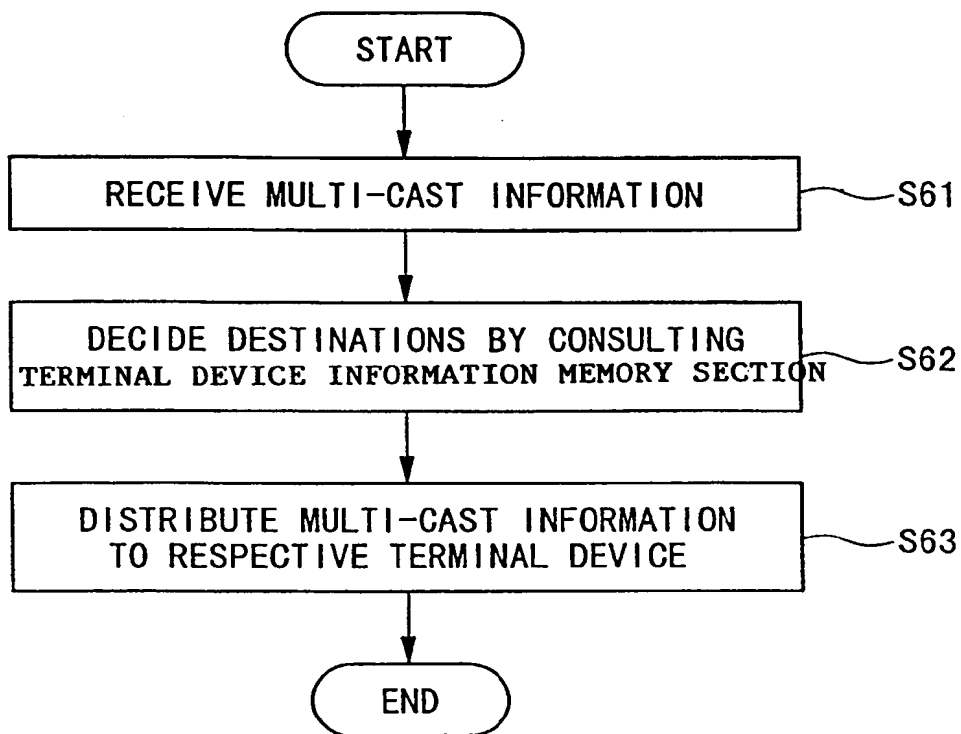 START
RECEIVE MULTI-CAST INFORMATION
S61
DECIDE DESTINATIONS BY CONSULTING
TERMINAL DEVICE INFORMATION MEMORY SECTION
S62
DISTRIBUTE MULTI-CAST INFORMATION
TO RESPECTIVE TERMINAL DEVICE
S63
END